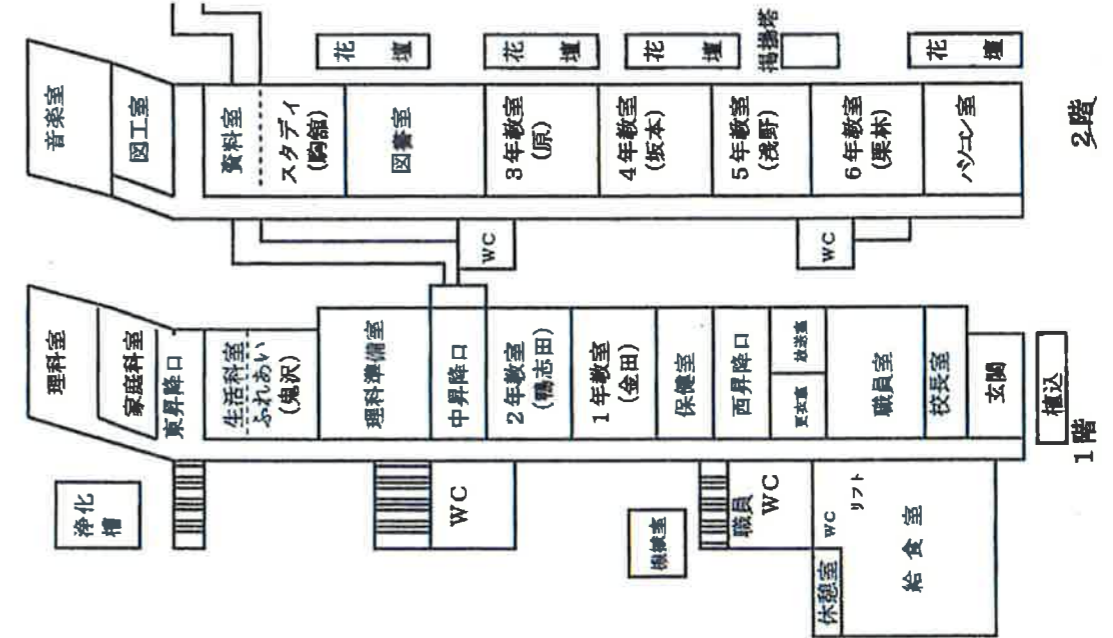 音楽室
図工室
資料室
スタディ
(駒舘)
図書室
3年教室
(原)
4年教室
(坂本)
5年教室
(浅野)
6年教室
(栗林)
パソコン室
花壇
花壇
花壇
掲揚塔
花壇
WC
WC
2階
理科室
家庭科室
東昇降口
生活科室
ふれあい
(鬼沢)
理科準備室
中昇降口
2年教室
(鴨志田)
1年教室
(金田)
保健室
西昇降口
更衣室
放送室
職員室
校長室
玄関
植込
1階
浄化槽
WC
機械室
職員
WC
WC
リフト
休憩室
給食室